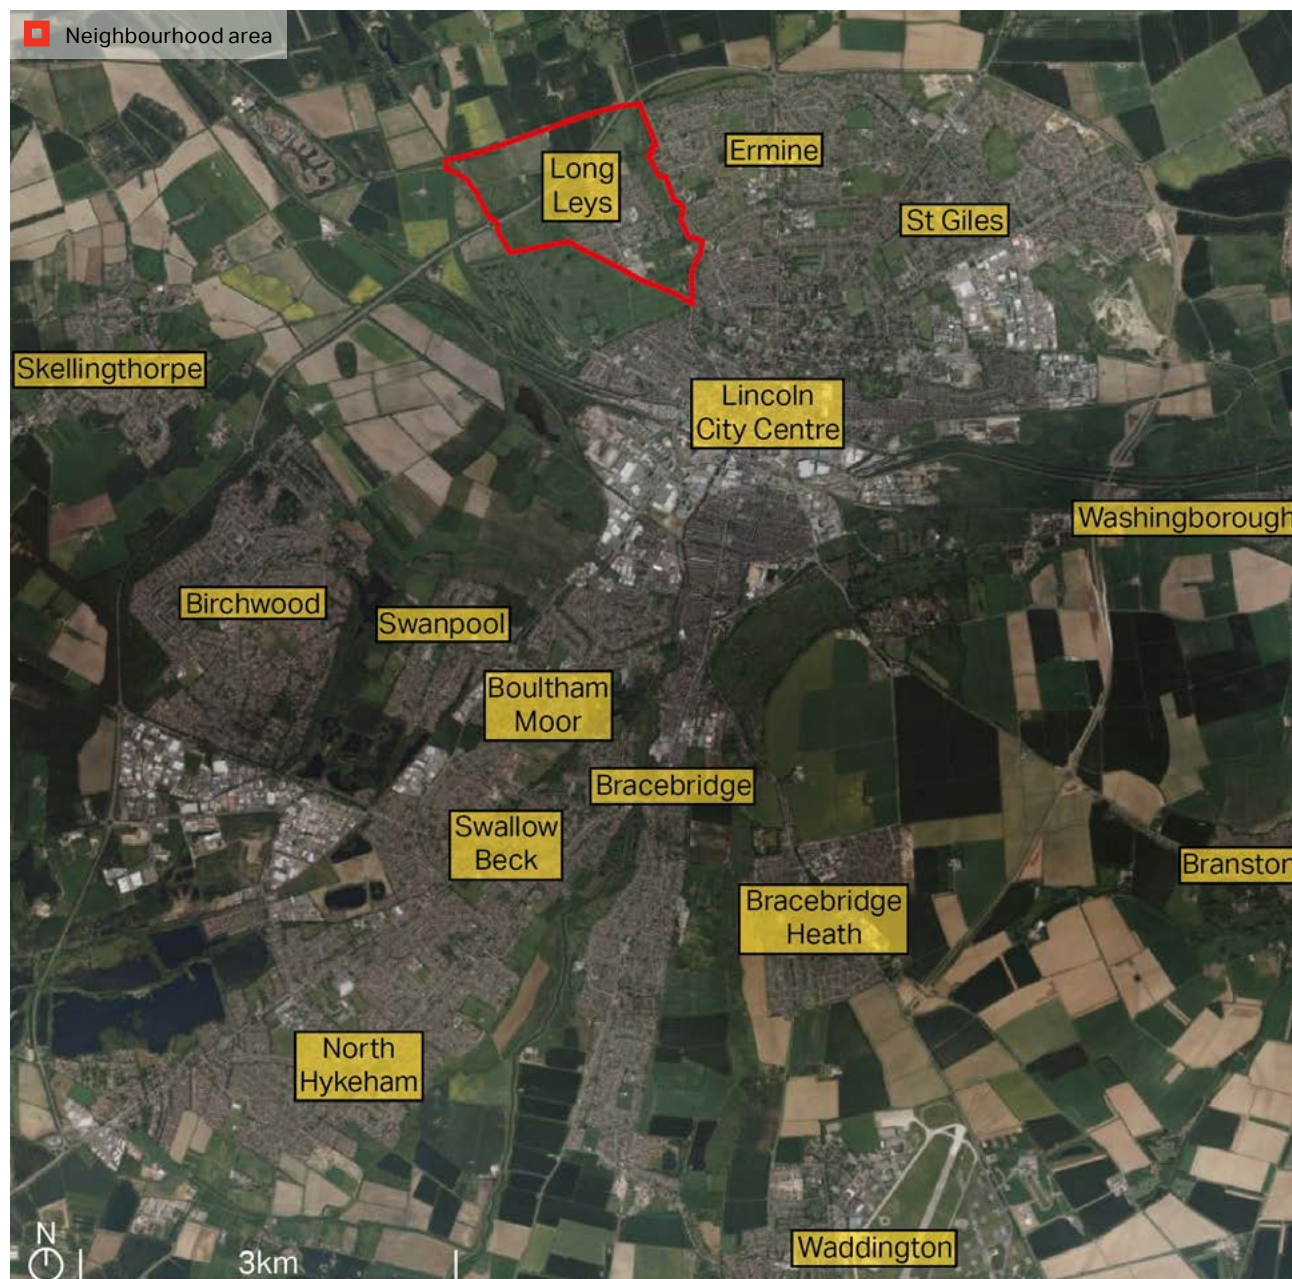 Neighbourhood area
Ermine
Long
Leys
St Giles
Skellingthorpe
Lincoln
City Centre
Washingborough
Birchwood
Swanpool
Boultham
Moor
Bracebridge
Swallow
Beck
Branston
Bracebridge
Heath
North
Hykeham
Waddington
N
3km